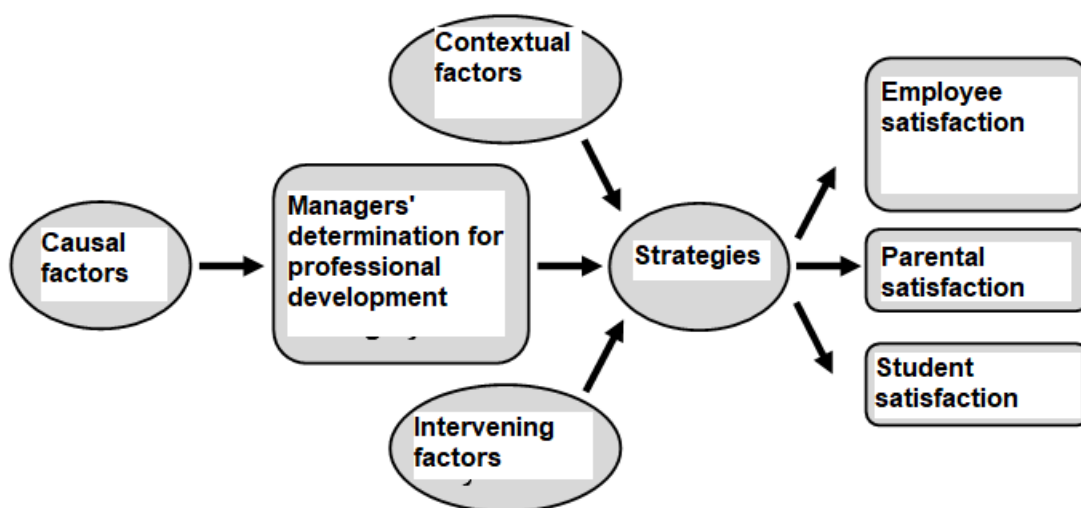 Contextual
factors
Employee
satisfaction
Managers'
determination for
professional
development
Causal
factors
Strategies
Parental
satisfaction
Student
satisfaction
Intervening
factors